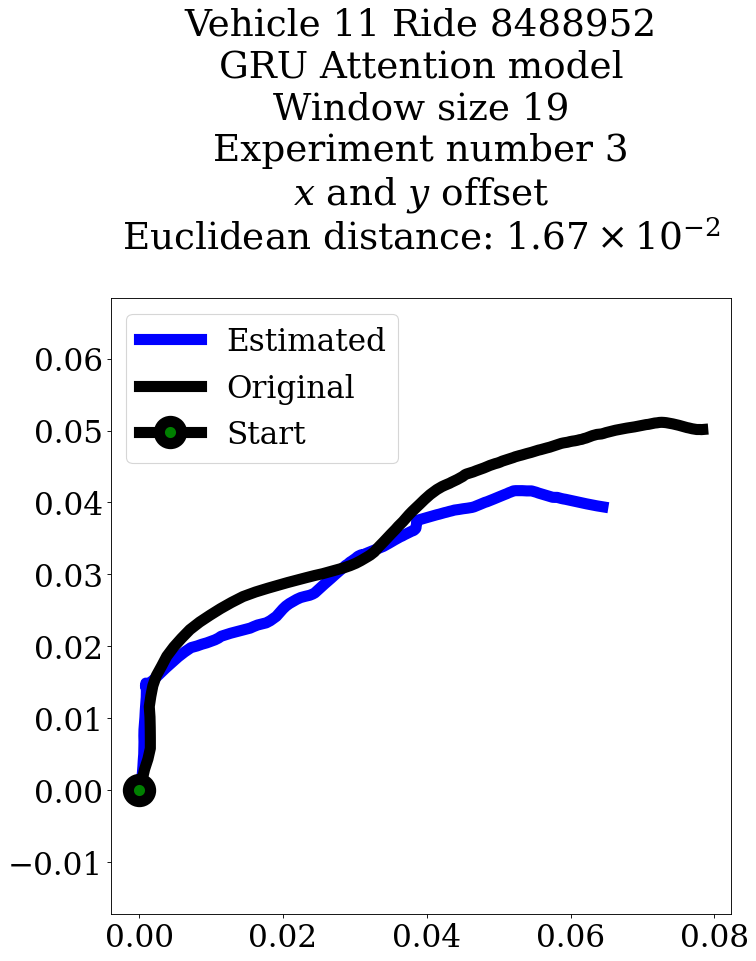 Vehicle 11 Ride 8488952
GRU Attention model
Window size 19
Experiment number 3
x and y offset
Euclidean distance: 1.67 × 10⁻²
Estimated
Original
Start
0.06
0.05
0.04
0.03
0.02
0.01
0.00
−0.01
0.00 0.02 0.04 0.06 0.08